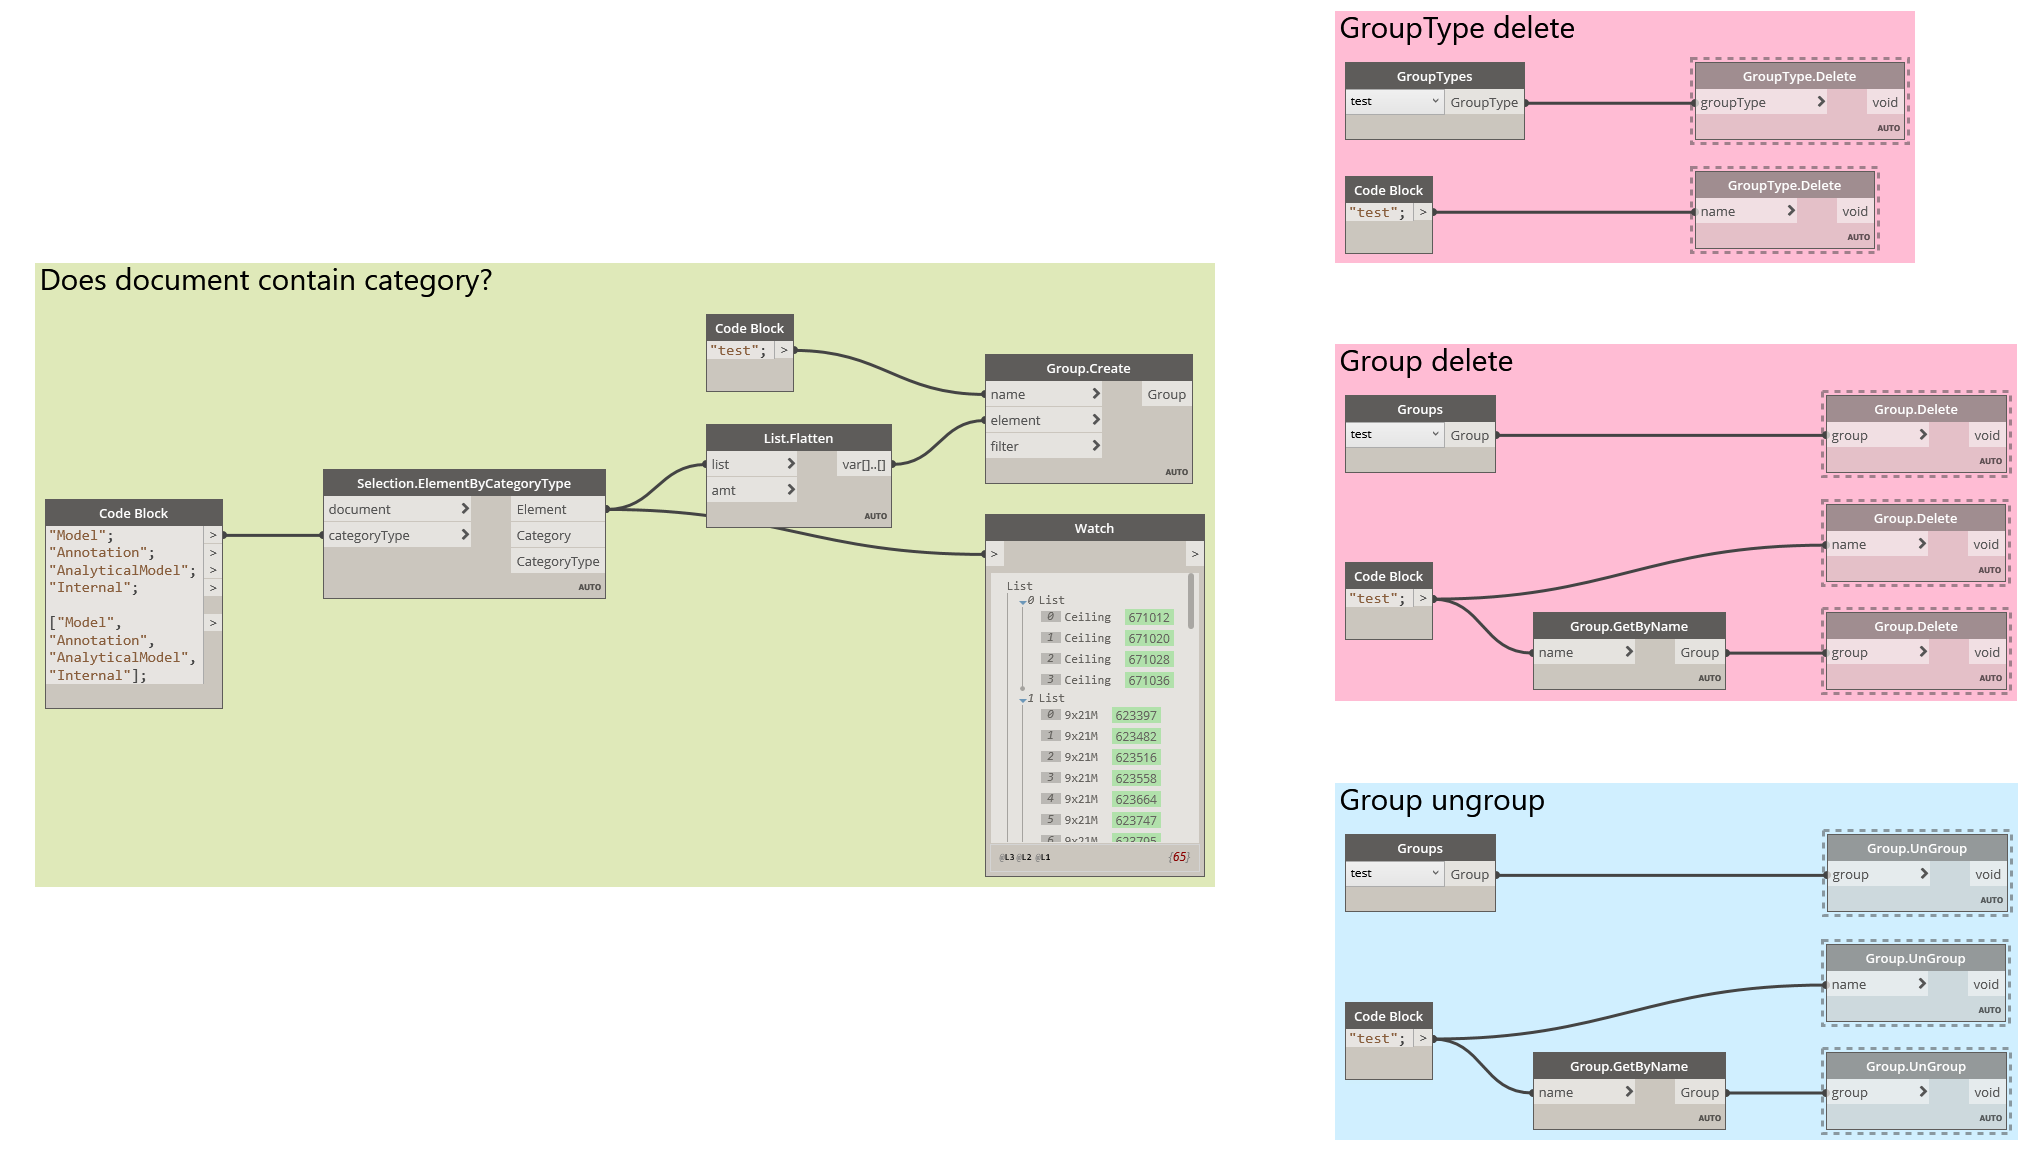 GroupType delete
GroupTypes
test
GroupType
GroupType.Delete
groupType
void
AUTO
Code Block
"test";
>
GroupType.Delete
name
void
AUTO
Does document contain category?
Code Block
"Model";
>
"Annotation";
>
"AnalyticalModel";
>
"Internal";
>
["Model",
>
"Annotation",
"AnalyticalModel",
"Internal"];
Selection.ElementByCategoryType
document
Element
categoryType
Category
CategoryType
AUTO
Code Block
"test";
>
List.Flatten
list
var[]..[]
amt
AUTO
Group.Create
name
Group
element
filter
AUTO
Watch
>
>
List
0 List
0 Ceiling 671012
1 Ceiling 671020
2 Ceiling 671028
3 Ceiling 671036
1 List
0 9x21M 623397
1 9x21M 623482
2 9x21M 623516
3 9x21M 623558
4 9x21M 623664
5 9x21M 623747
6 9x21M 623795
@L3 @L2 @L1
{65}
Group delete
Groups
test
Group
Group.Delete
group
void
AUTO
Group.Delete
name
void
AUTO
Code Block
"test";
>
Group.GetByName
name
Group
AUTO
Group.Delete
group
void
AUTO
Group ungroup
Groups
test
Group
Group.UnGroup
group
void
AUTO
Group.UnGroup
name
void
AUTO
Code Block
"test";
>
Group.GetByName
name
Group
AUTO
Group.UnGroup
group
void
AUTO